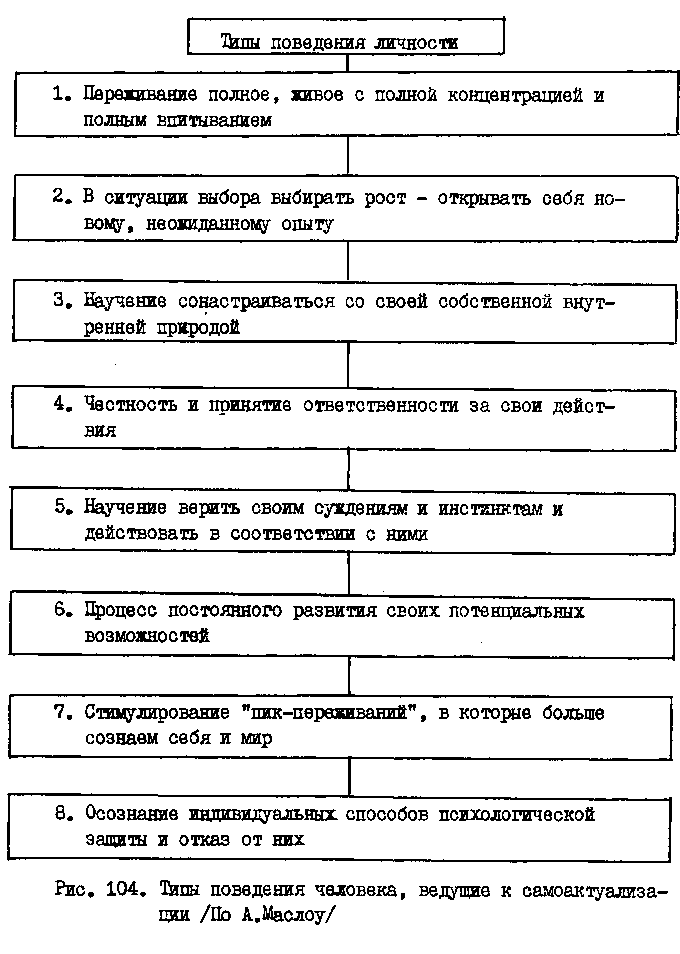 Типы поведения личности
1. Переживание полное, живое с полной концентрацией и
полным впитыванием
2. В ситуации выбора выбирать рост - открывать себя но-
вому, неожиданному опыту
3. Научение сонастраиваться со своей собственной внут-
ренней природой
4. Честность и принятие ответственности за свои дейст-
вия
5. Научение верить своим суждениям и инстинктам и
действовать в соответствии с ними
6. Процесс постоянного развития своих потенциальных
возможностей
7. Стимулирование "пик-переживаний", в которые больше
сознаем себя и мир
8. Осознание индивидуальных способов психологической
защиты и отказ от них
Рис. 104. Типы поведения человека, ведущие к самоактуализа-
ции /По А.Маслоу/